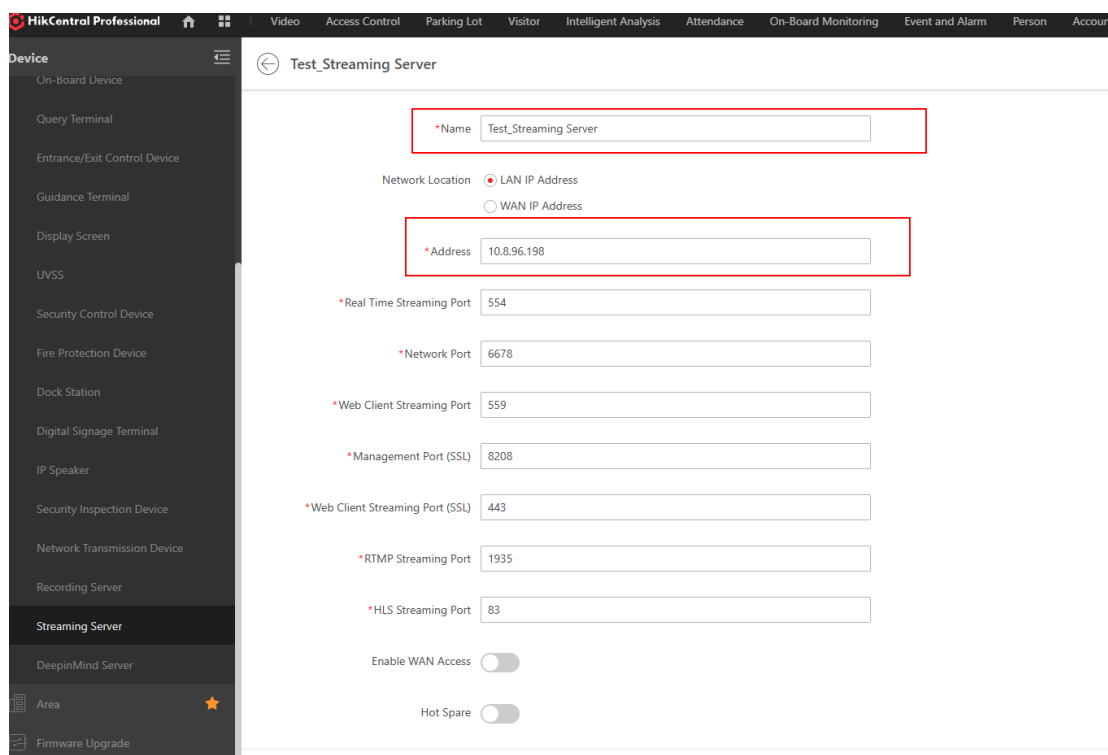 HikCentral Professional Video Access Control Parking Lot Visitor Intelligent Analysis Attendance On-Board Monitoring Event and Alarm Person Accoun
Device
On-Board Device
Query Terminal
Entrance/Exit Control Device
Guidance Terminal
Display Screen
UVSS
Security Control Device
Fire Protection Device
Dock Station
Digital Signage Terminal
IP Speaker
Security Inspection Device
Network Transmission Device
Recording Server
Streaming Server
DeepinMind Server
Area
Firmware Upgrade
Test_Streaming Server
*Name Test_Streaming Server
Network Location LAN IP Address
WAN IP Address
*Address 10.8.96.198
*Real Time Streaming Port 554
*Network Port 6678
*Web Client Streaming Port 559
*Management Port (SSL) 8208
*Web Client Streaming Port (SSL) 443
*RTMP Streaming Port 1935
*HLS Streaming Port 83
Enable WAN Access
Hot Spare